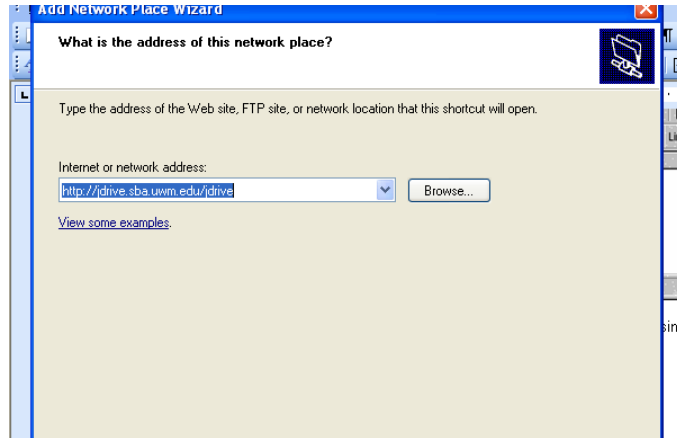 Add Network Place Wizard
What is the address of this network place?
Type the address of the Web site, FTP site, or network location that this shortcut will open.
Internet or network address:
http://jdrive.sba.uwm.edu/jdrive
Browse...
View some examples.